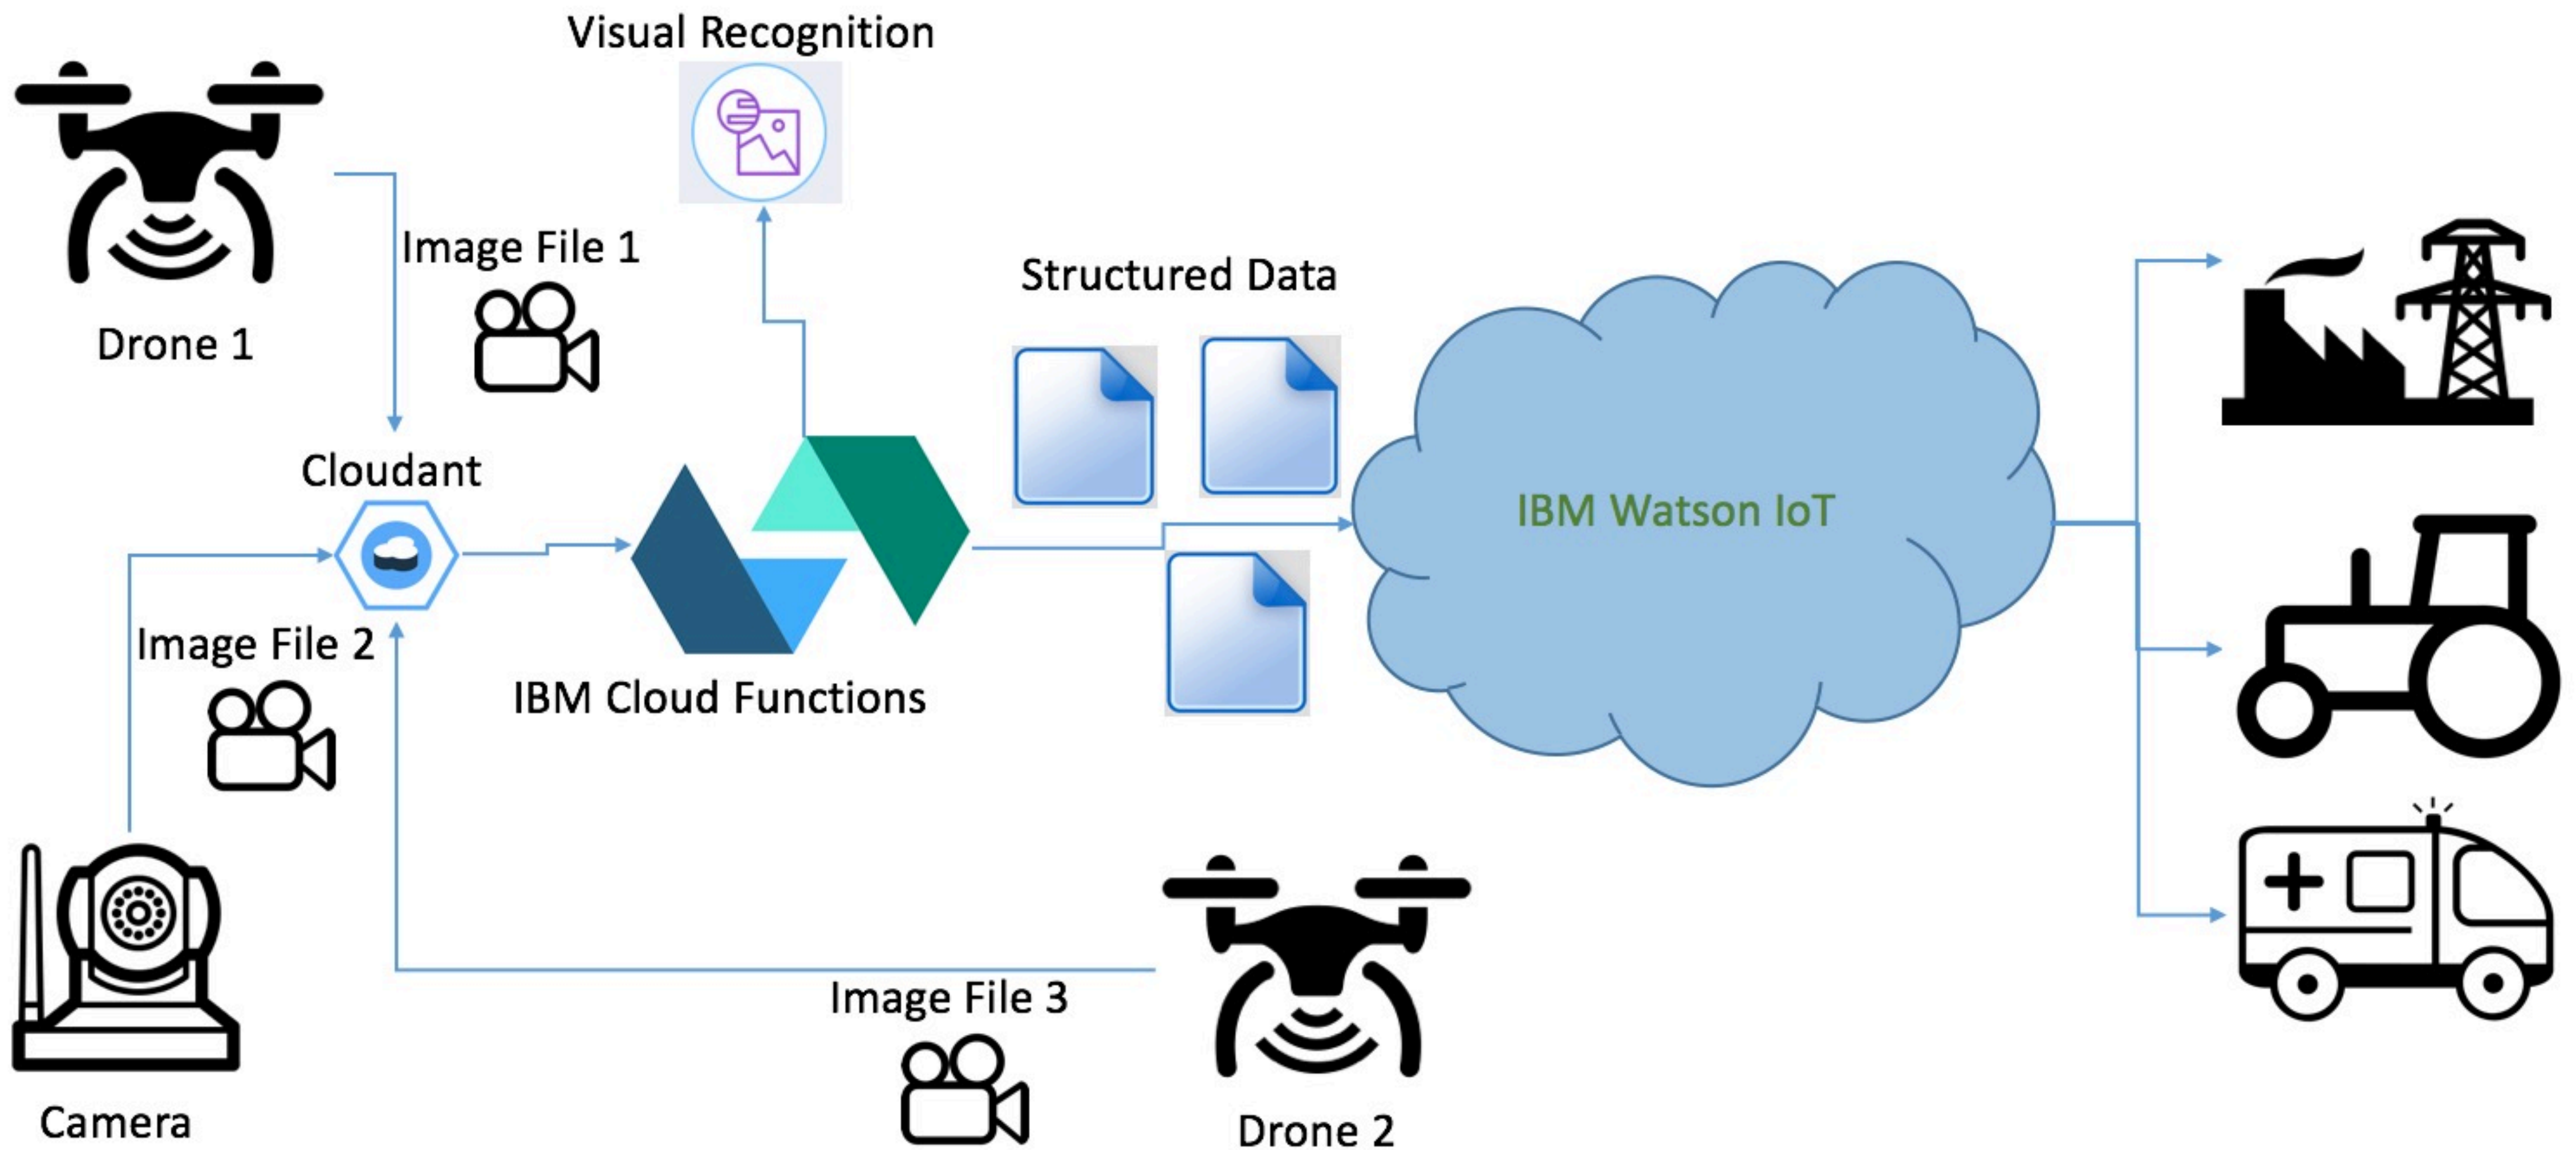 Visual Recognition
Image File 1
Structured Data
Drone 1
Cloudant
IBM Watson IoT
Image File 2
IBM Cloud Functions
Image File 3
Camera
Drone 2